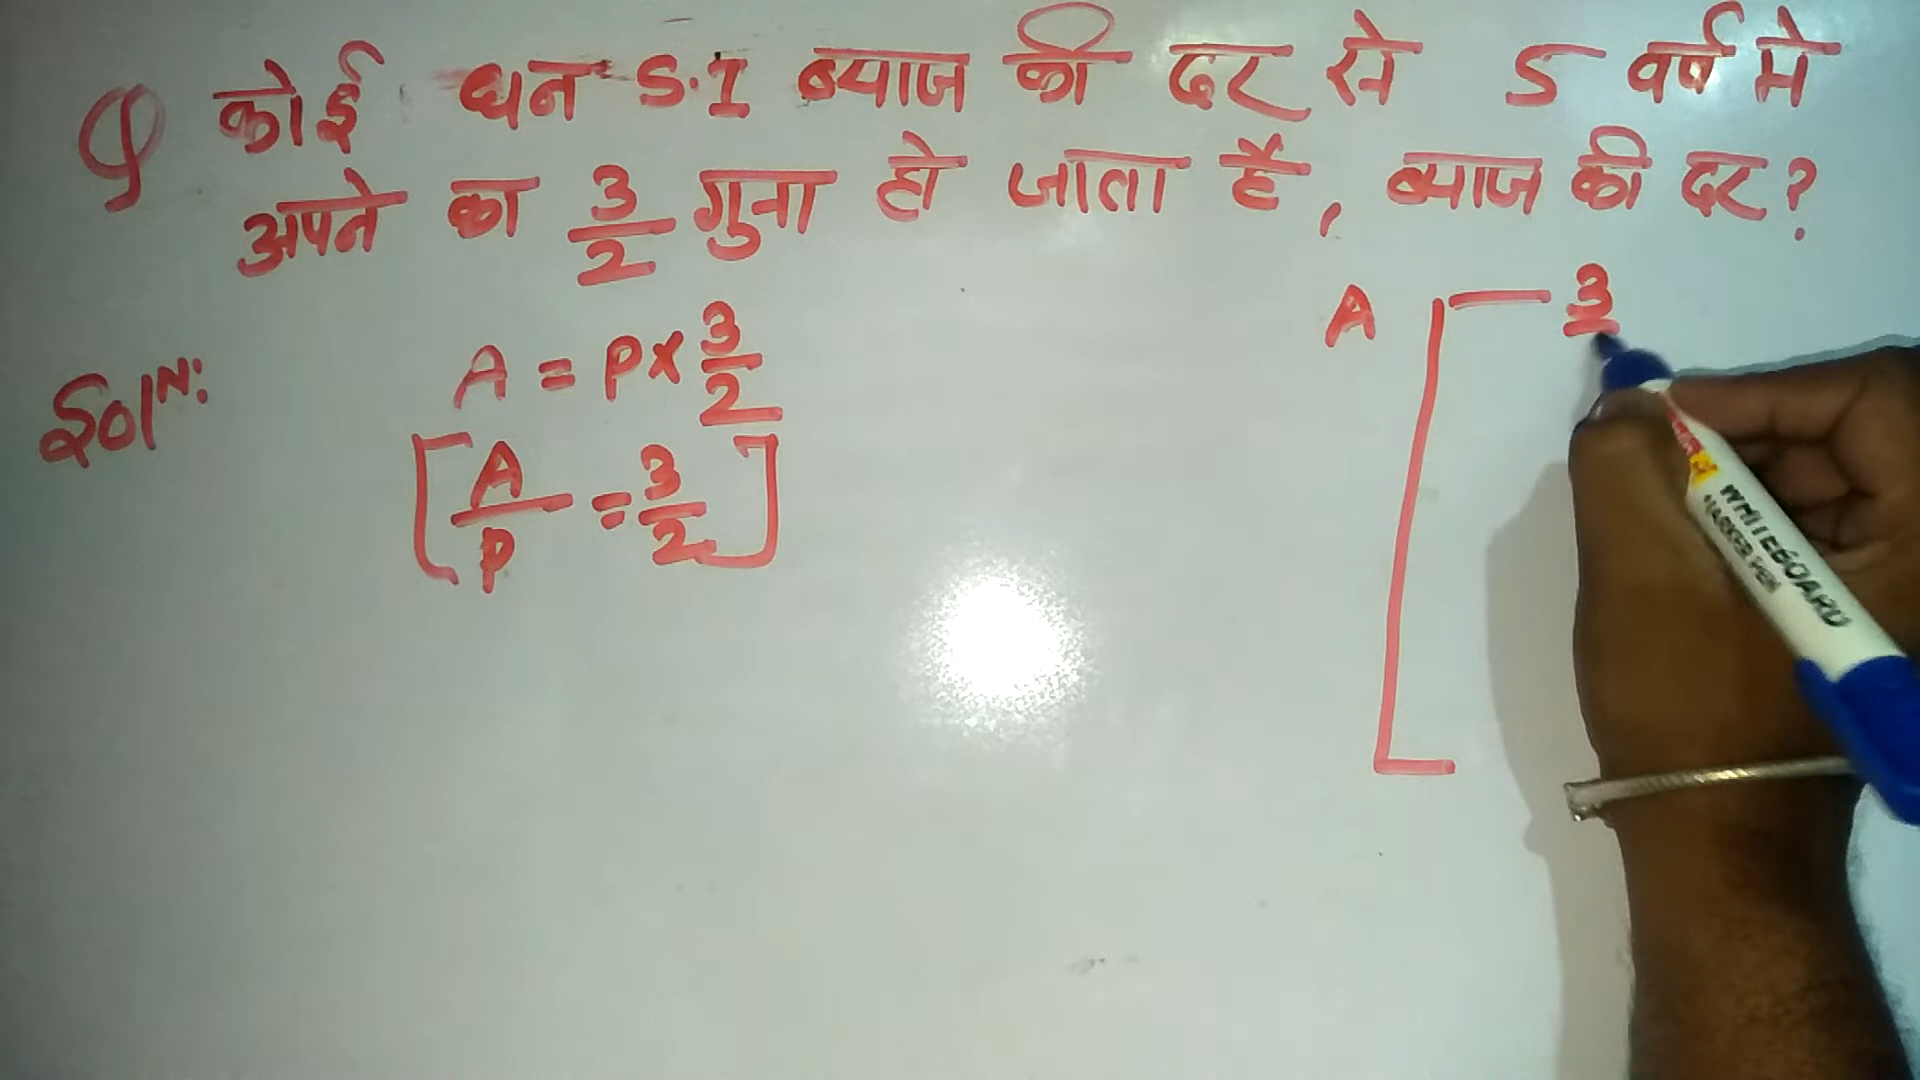 Q कोई धन S.I ब्याज की दर से 5 वर्ष मे
अपने का 3/2 गुना हो जाता है, ब्याज की दर?
Solᴺ:
A = P × 3/2
[A/P = 3/2]
A 3
WHITEBOARD
MARKER PEN